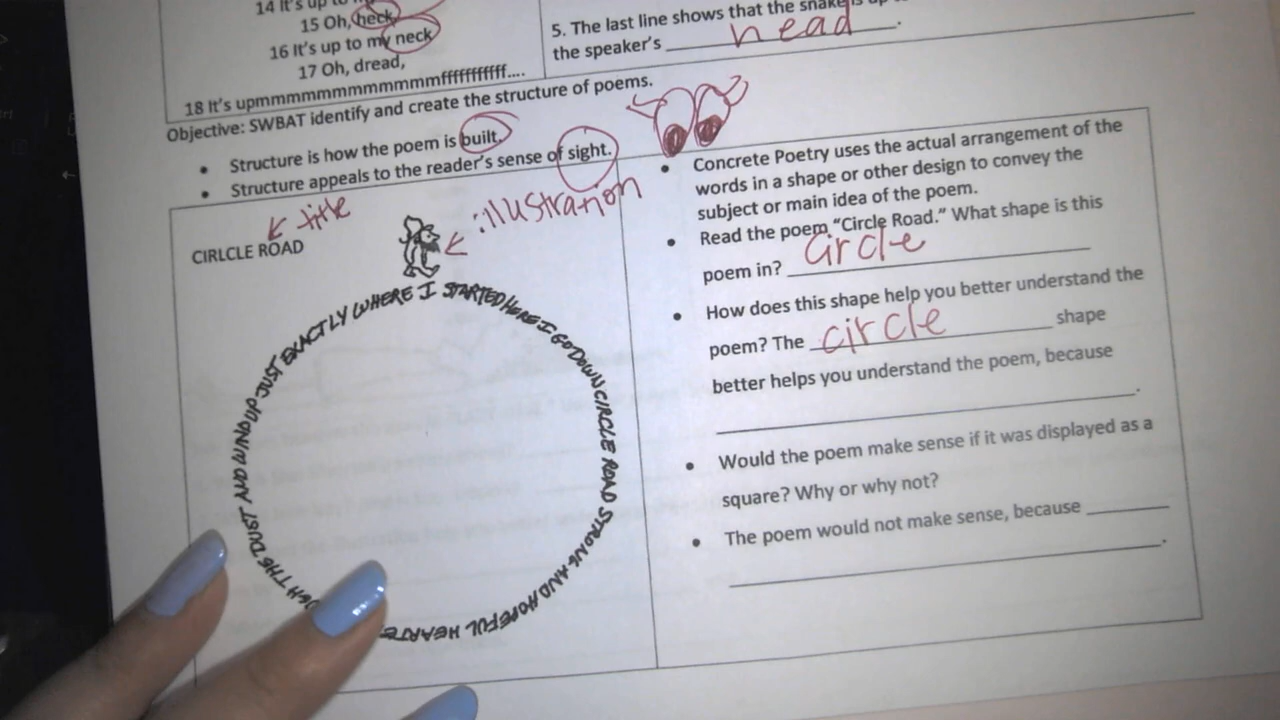 14 It's up to
15 Oh, heck,
16 It's up to my neck
17 Oh, dread,
18 It's upmmmmmmmmmmmmmmfffffffffff....
5. The last line shows that the snake is up to
the speaker's head.
Objective: SWBAT identify and create the structure of poems.
• Structure is how the poem is built.
• Structure appeals to the reader's sense of sight.
title
illustration
CIRLCLE ROAD
JUST EXACTLY WHERE I STARTED HERE I GO DOWN CIRCLE ROAD STRONG AND HOPEFUL HEARTE
UGH THE DUST AND WIND UP
• Concrete Poetry uses the actual arrangement of the
words in a shape or other design to convey the
subject or main idea of the poem.
• Read the poem "Circle Road." What shape is this
poem in? circle
• How does this shape help you better understand the
poem? The circle shape
better helps you understand the poem, because
.
• Would the poem make sense if it was displayed as a
square? Why or why not?
• The poem would not make sense, because
.